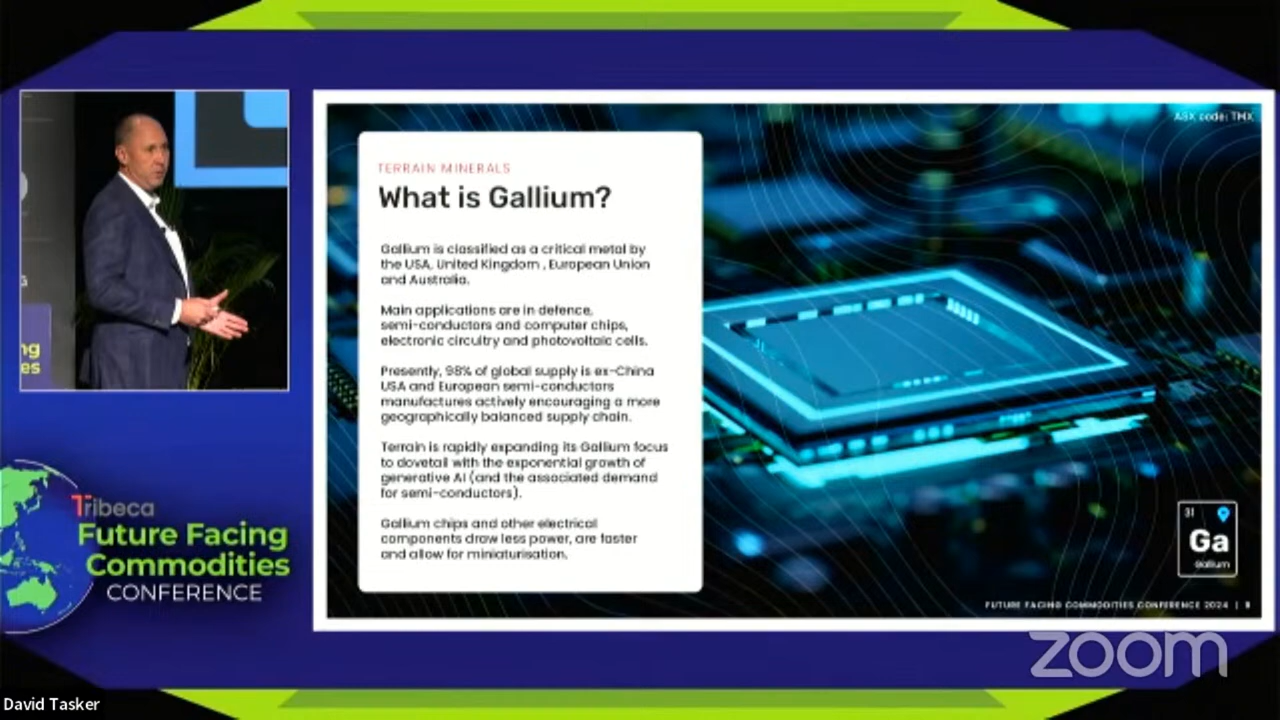 ASX code: TMX
TERRAIN MINERALS
What is Gallium?
Gallium is classified as a critical metal by
the USA, United Kingdom , European Union
and Australia.
Main applications are in defence,
semi-conductors and computer chips,
electronic circuitry and photovoltaic cells.
Presently, 98% of global supply is ex-China
USA and European semi-conductors
manufactures actively encouraging a more
geographically balanced supply chain.
Terrain is rapidly expanding its Gallium focus
to dovetail with the exponential growth of
generative AI (and the associated demand
for semi-conductors).
Gallium chips and other electrical
components draw less power, are faster
and allow for miniaturisation.
31
Ga
Gallium
FUTURE FACING COMMODITIES CONFERENCE 2024 |
ng
es
Tribeca
Future Facing
Commodities
CONFERENCE
zoom
David Tasker